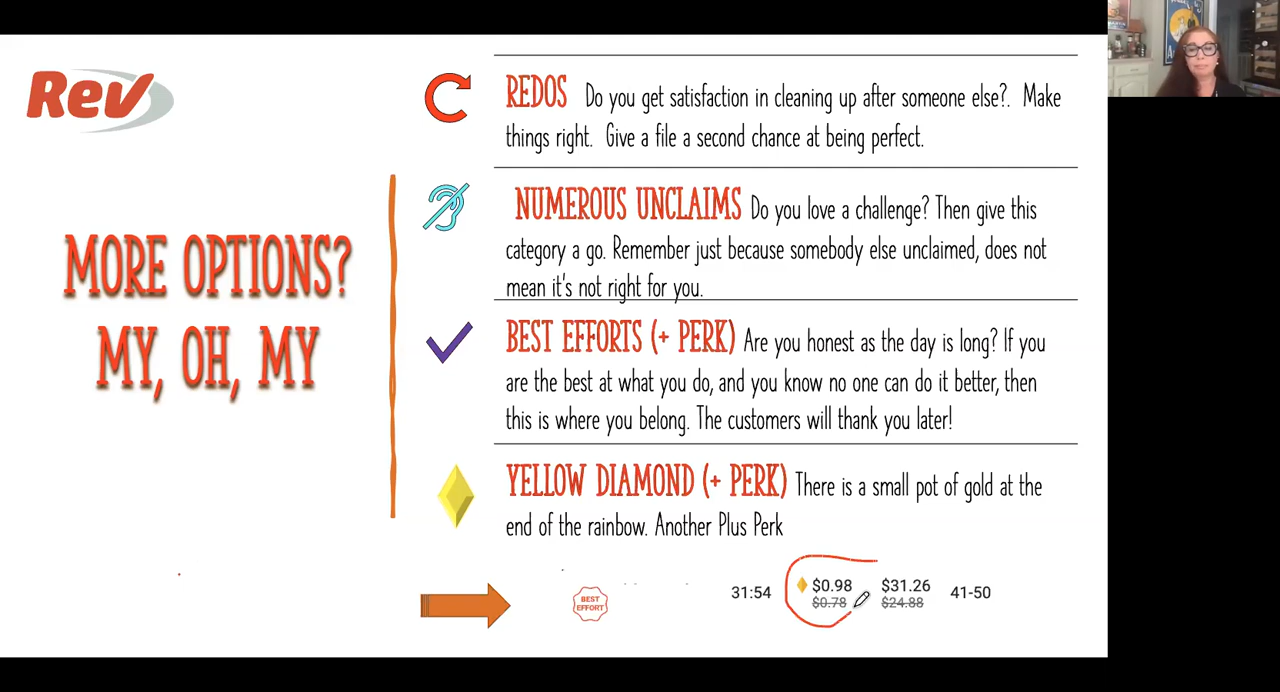 Rev
MORE OPTIONS?
MY, OH, MY
REDOS Do you get satisfaction in cleaning up after someone else?. Make
things right. Give a file a second chance at being perfect.
NUMEROUS UNCLAIMS Do you love a challenge? Then give this
category a go. Remember just because somebody else unclaimed, does not
mean it's not right for you.
BEST EFFORTS (+ PERK) Are you honest as the day is long? If you
are the best at what you do, and you know no one can do it better, then
this is where you belong. The customers will thank you later!
YELLOW DIAMOND (+ PERK) There is a small pot of gold at the
end of the rainbow. Another Plus Perk
BEST
EFFORT
31:54 $0.98 $31.26 41-50
$0.78 $24.88